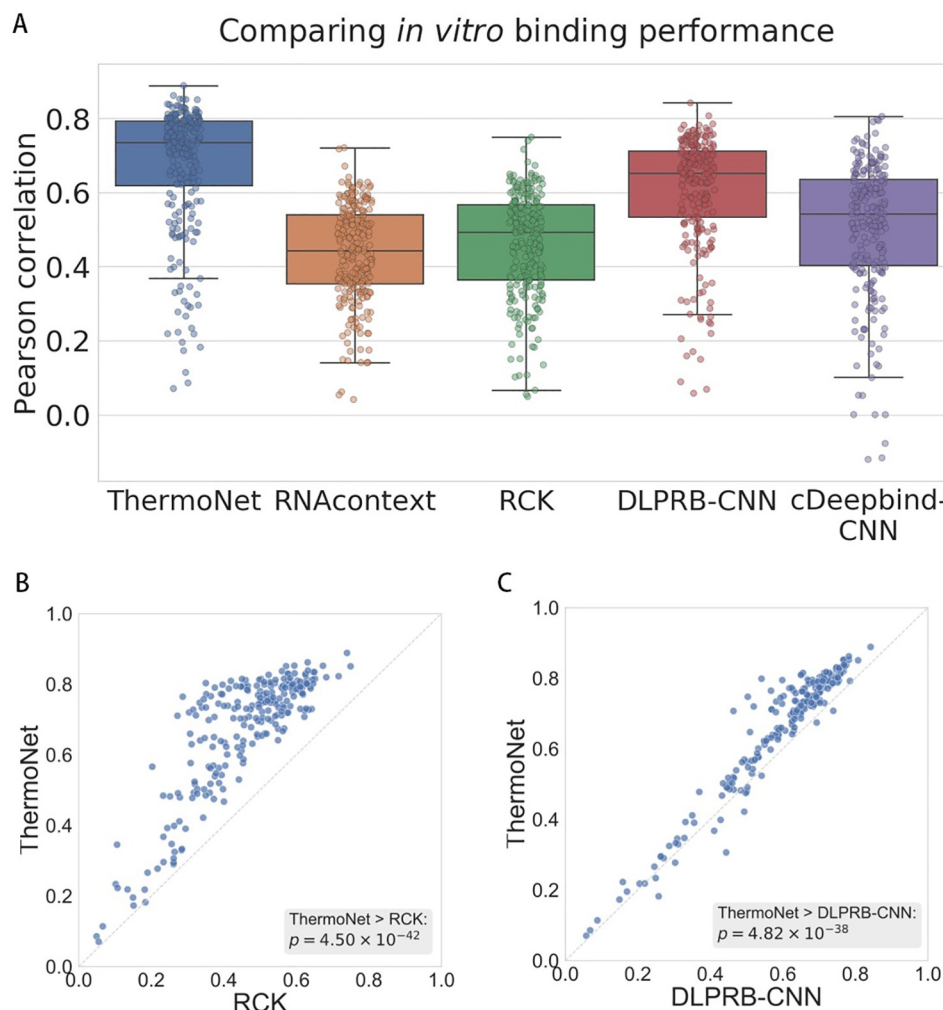 A
Comparing in vitro binding performance
Pearson correlation
0.8
0.6
0.4
0.2
0.0
ThermoNet RNAcontext RCK DLPRB-CNN cDeepbind-
CNN
B
ThermoNet
1.0
0.8
0.6
0.4
0.2
0.0
ThermoNet > RCK:
p = 4.50 × 10⁻⁴²
0.2 0.4 0.6 0.8 1.0
RCK
C
ThermoNet
1.0
0.8
0.6
0.4
0.2
0.0
ThermoNet > DLPRB-CNN:
p = 4.82 × 10⁻³⁸
0.0 0.2 0.4 0.6 0.8 1.0
DLPRB-CNN